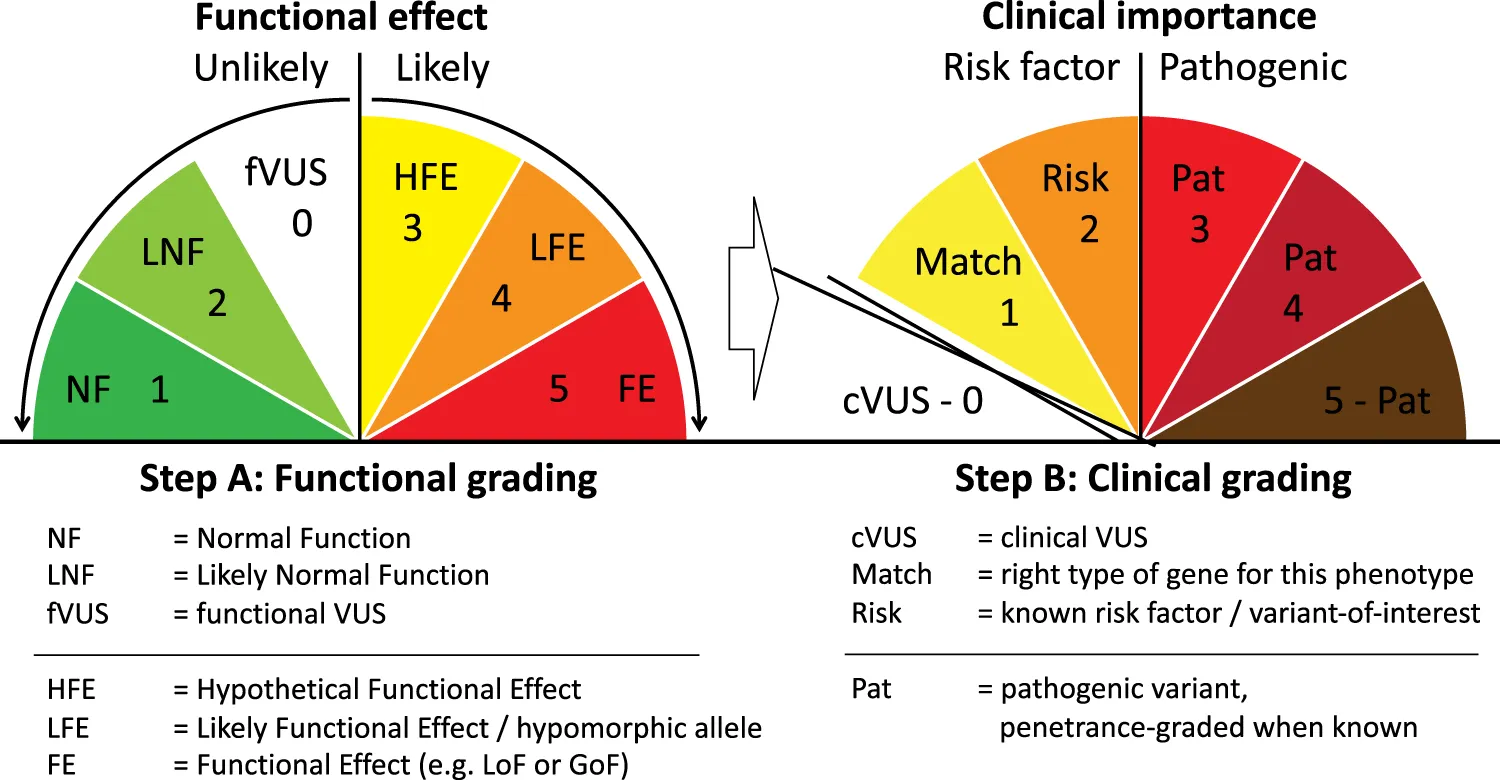 Functional effect
Unlikely Likely
fVUS
0
HFE
3
LNF
2
LFE
4
NF 1
5 FE
Clinical importance
Risk factor Pathogenic
Risk
2
Pat
3
Match
1
Pat
4
cVUS - 0
5 - Pat
Step A: Functional grading
NF = Normal Function
LNF = Likely Normal Function
fVUS = functional VUS
HFE = Hypothetical Functional Effect
LFE = Likely Functional Effect / hypomorphic allele
FE = Functional Effect (e.g. LoF or GoF)
Step B: Clinical grading
cVUS = clinical VUS
Match = right type of gene for this phenotype
Risk = known risk factor / variant-of-interest
Pat = pathogenic variant,
penetrance-graded when known